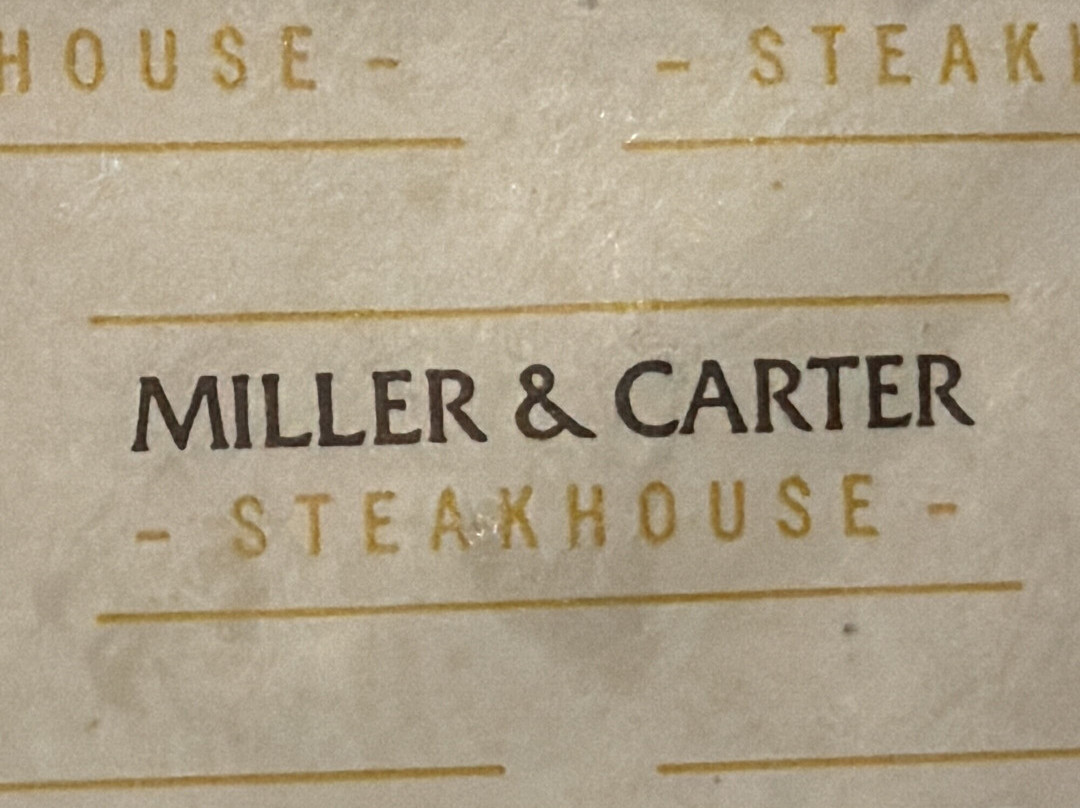 HOUSE -
- STEAK
MILLER & CARTER
- STEAKHOUSE -